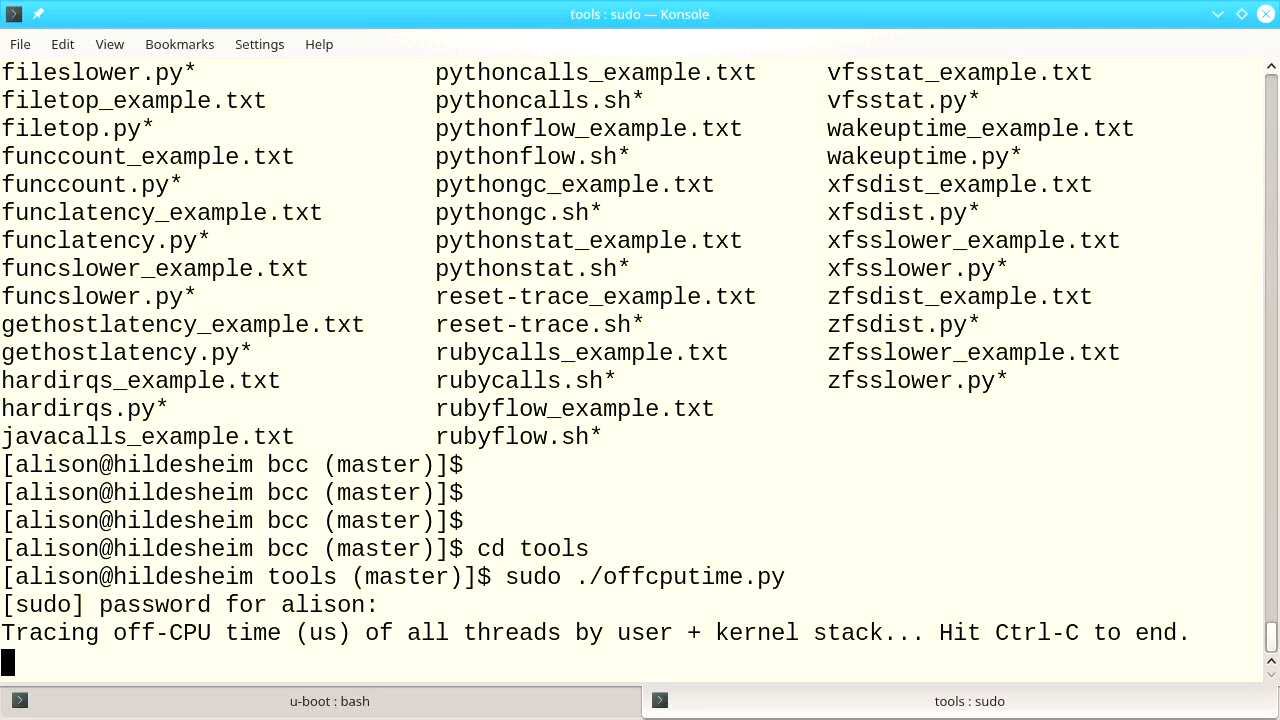 tools : sudo — Konsole
File Edit View Bookmarks Settings Help
fileslower.py* pythoncalls_example.txt vfsstat_example.txt
filetop_example.txt pythoncalls.sh* vfsstat.py*
filetop.py* pythonflow_example.txt wakeuptime_example.txt
funccount_example.txt pythonflow.sh* wakeuptime.py*
funccount.py* pythongc_example.txt xfsdist_example.txt
funclatency_example.txt pythongc.sh* xfsdist.py*
funclatency.py* pythonstat_example.txt xfsslower_example.txt
funcslower_example.txt pythonstat.sh* xfsslower.py*
funcslower.py* reset-trace_example.txt zfsdist_example.txt
gethostlatency_example.txt reset-trace.sh* zfsdist.py*
gethostlatency.py* rubycalls_example.txt zfsslower_example.txt
hardirqs_example.txt rubycalls.sh* zfsslower.py*
hardirqs.py* rubyflow_example.txt
javacalls_example.txt rubyflow.sh*
[alison@hildesheim bcc (master)]$
[alison@hildesheim bcc (master)]$
[alison@hildesheim bcc (master)]$
[alison@hildesheim bcc (master)]$ cd tools
[alison@hildesheim tools (master)]$ sudo ./offcputime.py
[sudo] password for alison:
Tracing off-CPU time (us) of all threads by user + kernel stack... Hit Ctrl-C to end.
u-boot : bash tools : sudo